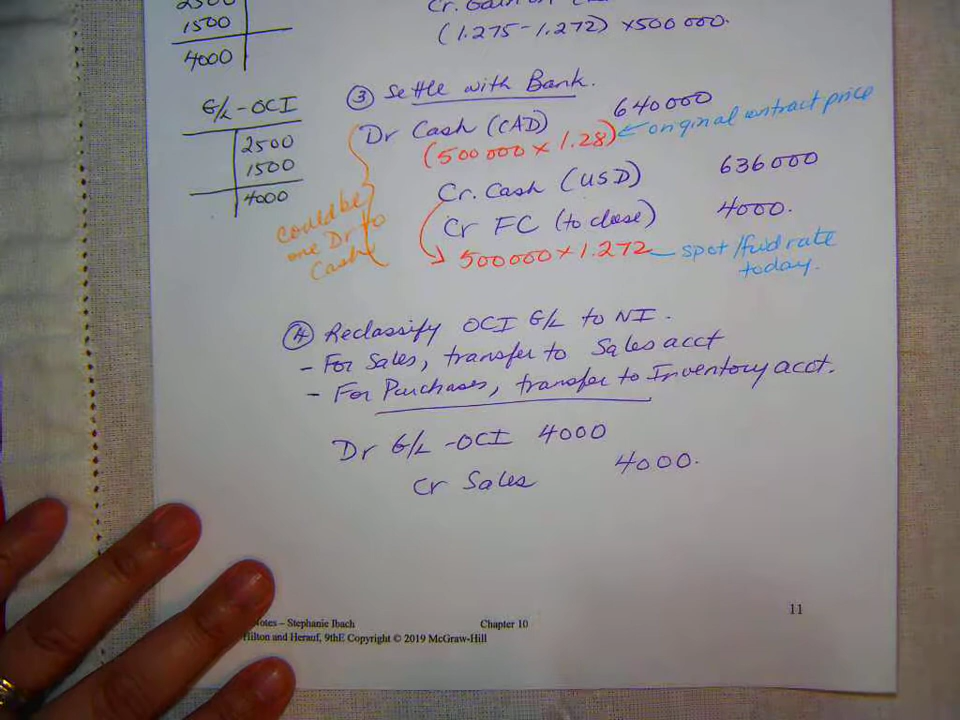 2500
1500
4000
(1.275-1.272) x500 000.
G/L -OCI
2500
1500
4000
③ Settle with Bank.
Dr Cash (CAD) 640000
(500 000 x 1.28) ← original contract price
Cr. Cash (USD) 636000
Cr FC (to close) 4000.
500000 x 1.272 — spot/fwd rate
today.
could be
one Dr to
Cash
④ Reclassify OCI G/L to NI.
- For Sales, transfer to Sales acct
- For Purchases, transfer to Inventory acct.
Dr G/L -OCI 4000
Cr Sales 4000.
11
Notes – Stephanie Ibach Chapter 10
Hilton and Herauf, 9thE Copyright © 2019 McGraw-Hill